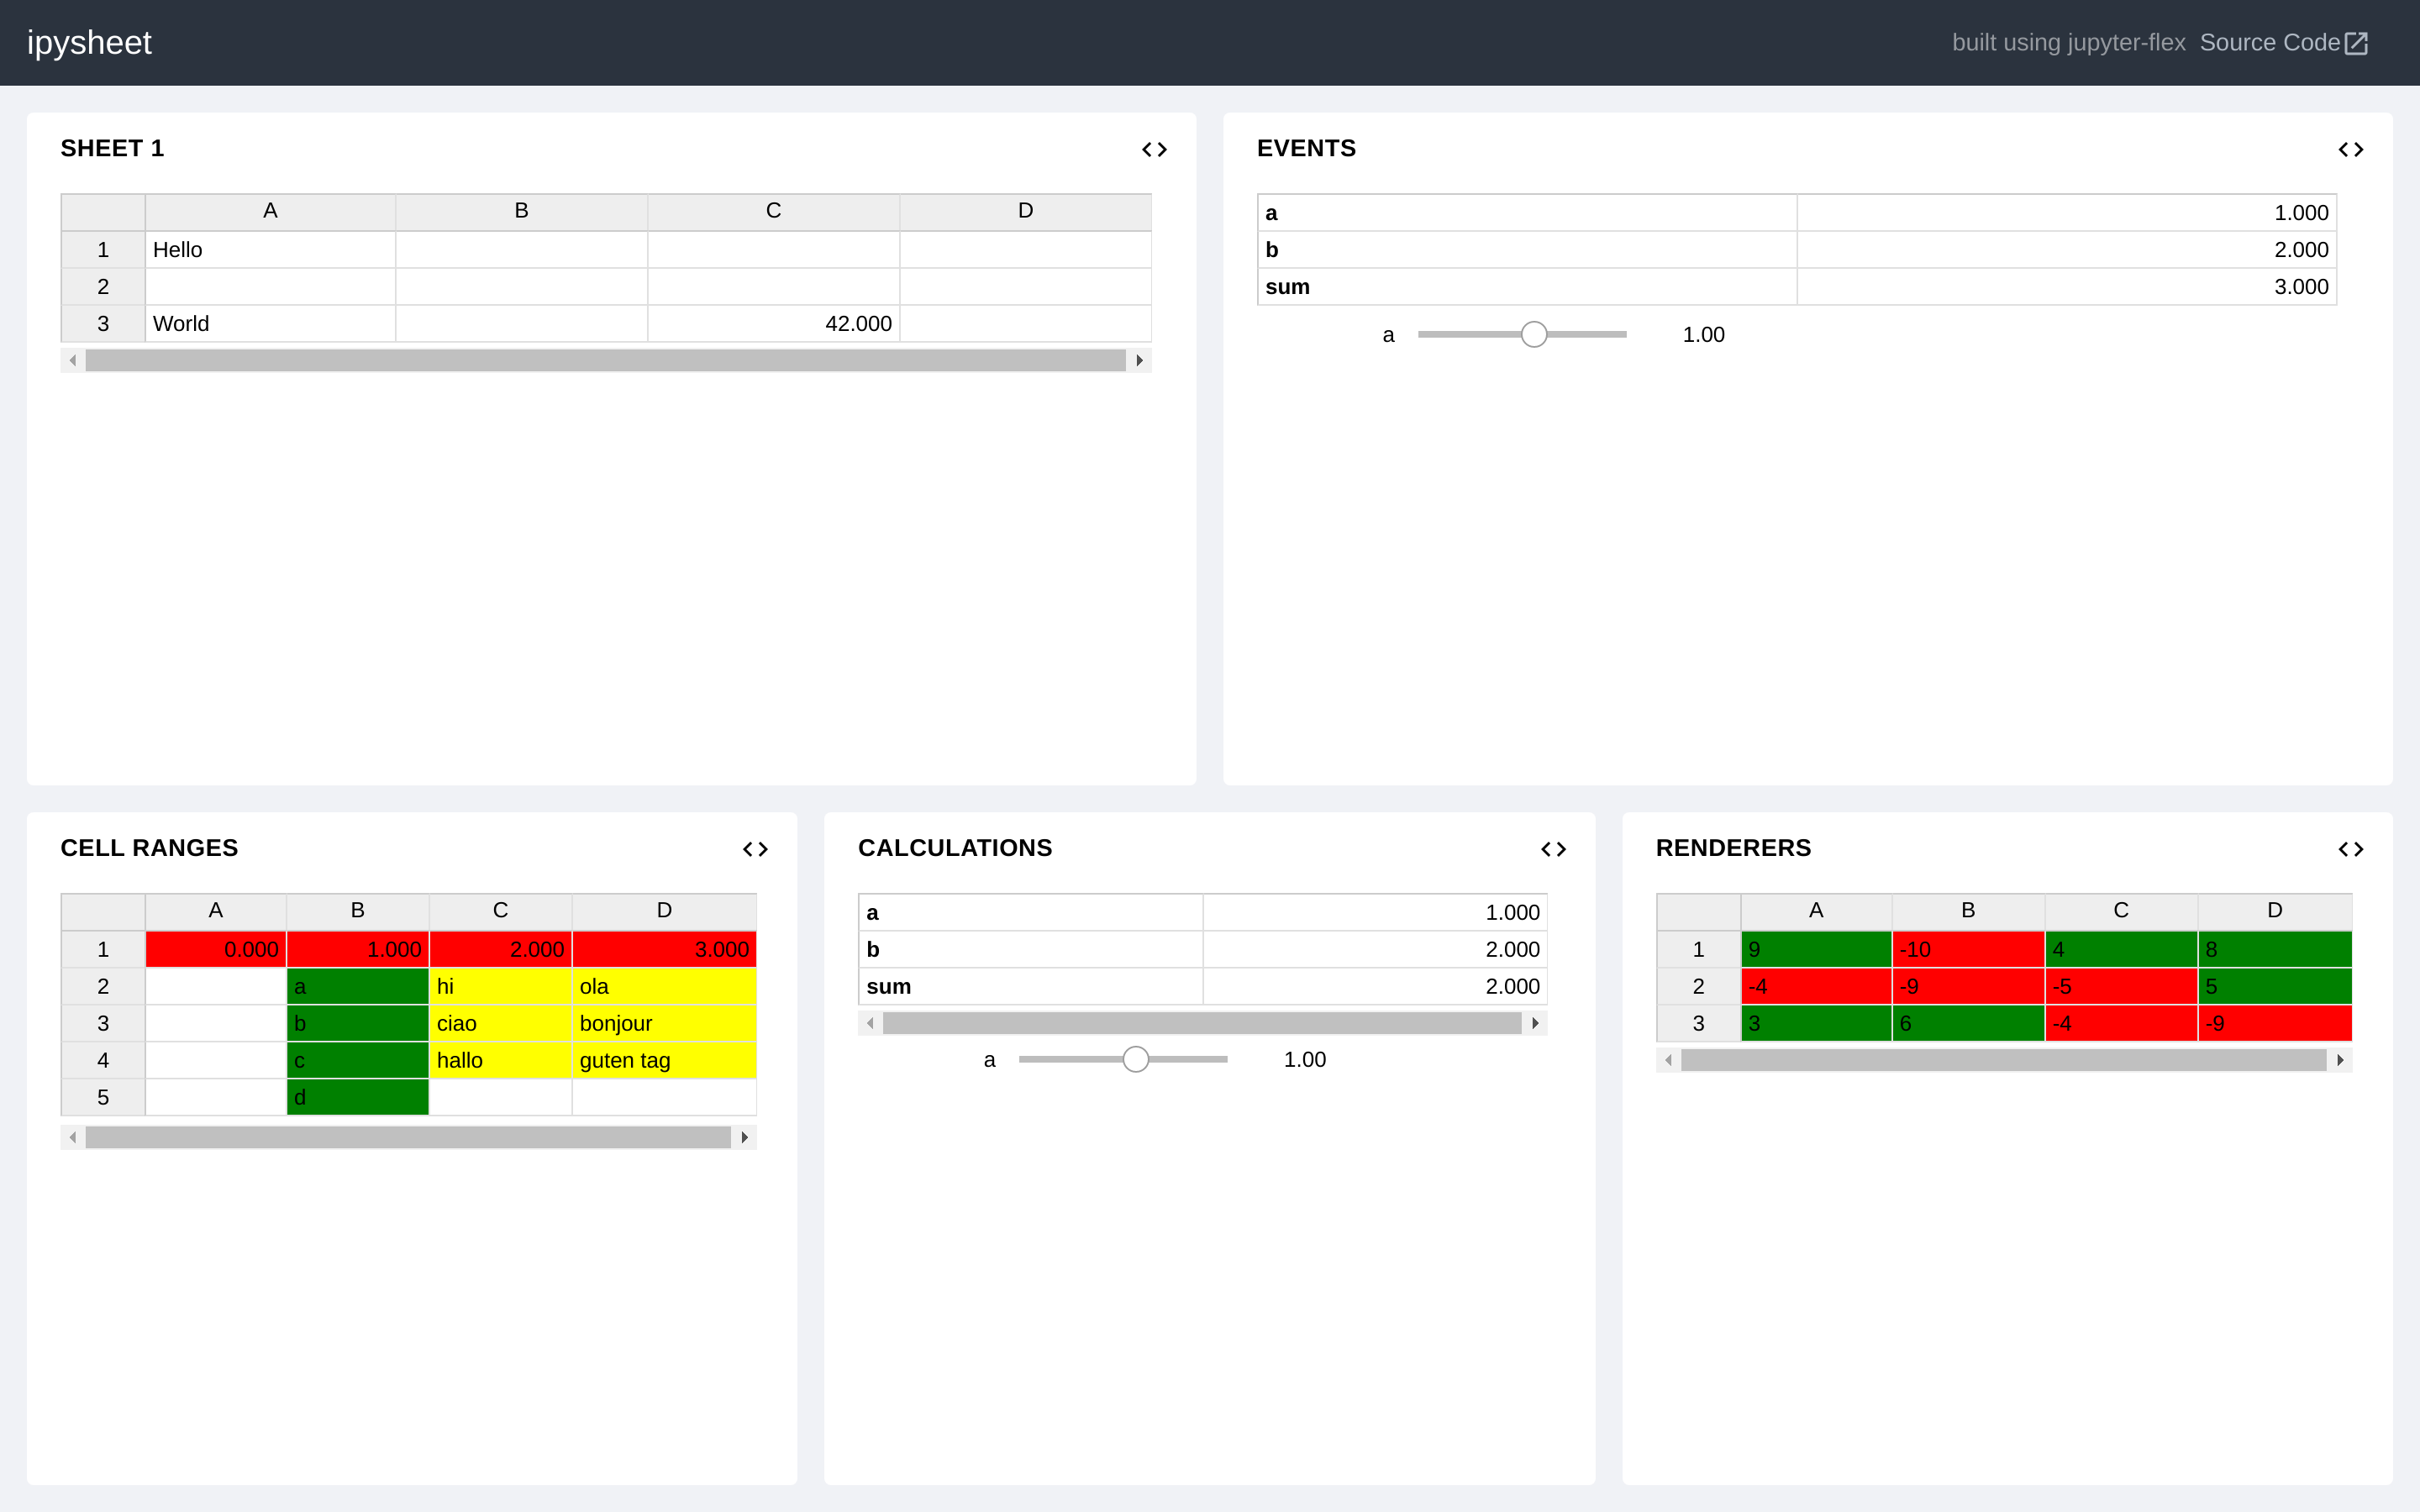 ipysheet
built using jupyter-flex Source Code
SHEET 1
A B C D
1 Hello
2
3 World 42.000
EVENTS
a 1.000
b 2.000
sum 3.000
a 1.00
CELL RANGES
A B C D
1 0.000 1.000 2.000 3.000
2 a hi ola
3 b ciao bonjour
4 c hallo guten tag
5 d
CALCULATIONS
a 1.000
b 2.000
sum 2.000
a 1.00
RENDERERS
A B C D
1 9 -10 4 8
2 -4 -9 -5 5
3 3 6 -4 -9